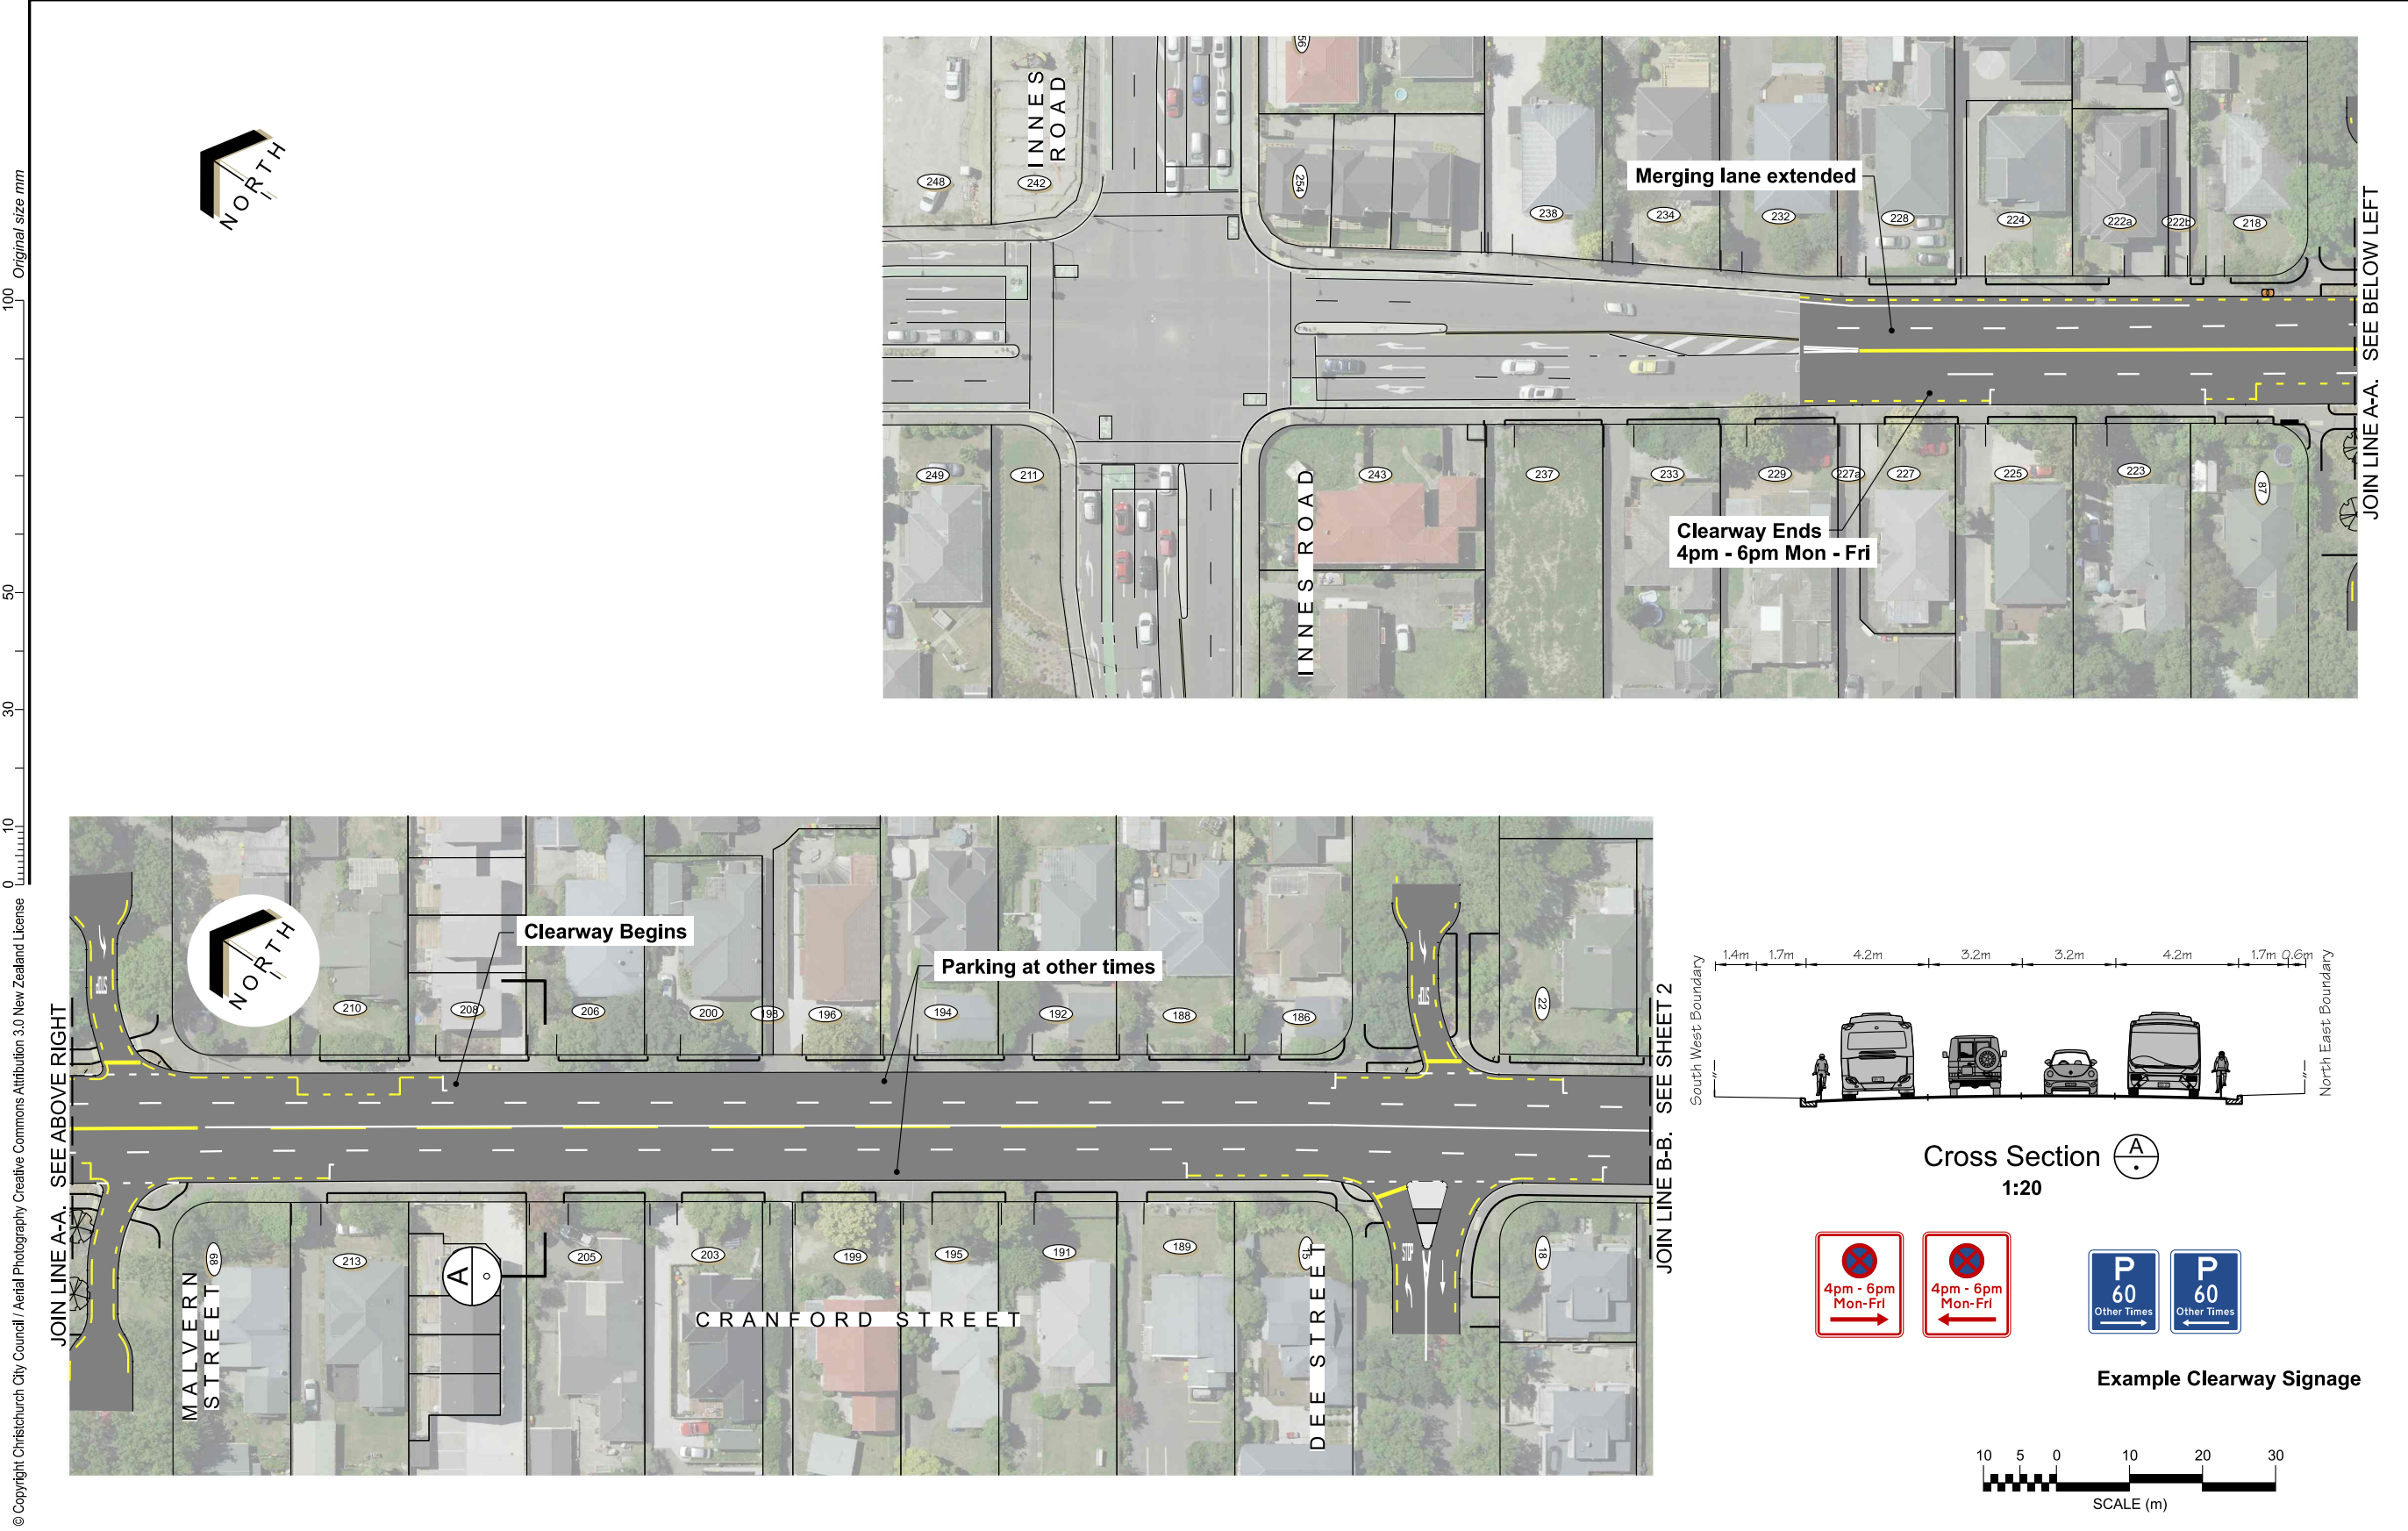 Original size mm
100
50
30
10
0
© Copyright Christchurch City Council / Aerial Photography Creative Commons Attribution 3.0 New Zealand License
NORTH
INNES
ROAD
56
248
242
254
238
234
232
228
224
222a
222b
218
Merging lane extended
JOIN LINE A-A. SEE BELOW LEFT
249
211
243
237
233
229
227a
227
225
223
87
INNES ROAD
Clearway Ends
4pm - 6pm Mon - Fri
NORTH
JOIN LINE A-A. SEE ABOVE RIGHT
STOP
Clearway Begins
Parking at other times
210
208
206
200
198
196
194
192
188
186
22
STOP
JOIN LINE B-B. SEE SHEET 2
68
213
A
205
203
199
195
191
189
15
18
STOP
MALVERN
STREET
CRANFORD STREET
DEE STREET
South West Boundary
1.4m 1.7m 4.2m 3.2m 3.2m 4.2m 1.7m 0.6m
North East Boundary
Cross Section A
1:20
4pm - 6pm
Mon-Fri
4pm - 6pm
Mon-Fri
P
60
Other Times
P
60
Other Times
Example Clearway Signage
10 5 0 10 20 30
SCALE (m)